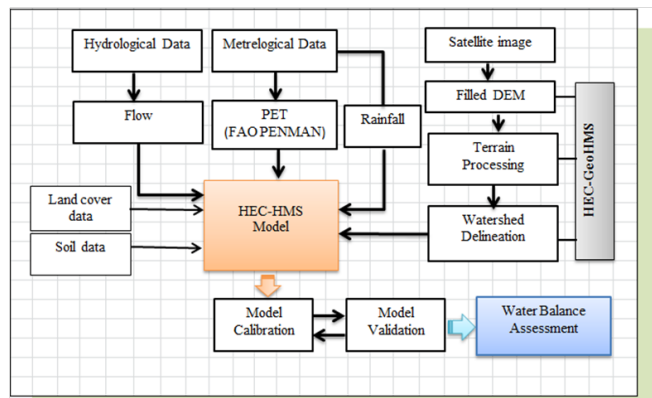 Hydrological Data
Metrological Data
Satellite image
Flow
PET
(FAO PENMAN)
Rainfall
Filled DEM
Terrain
Processing
Watershed
Delineation
HEC-GeoHMS
Land cover
data
Soil data
HEC-HMS
Model
Model
Calibration
Model
Validation
Water Balance
Assessment